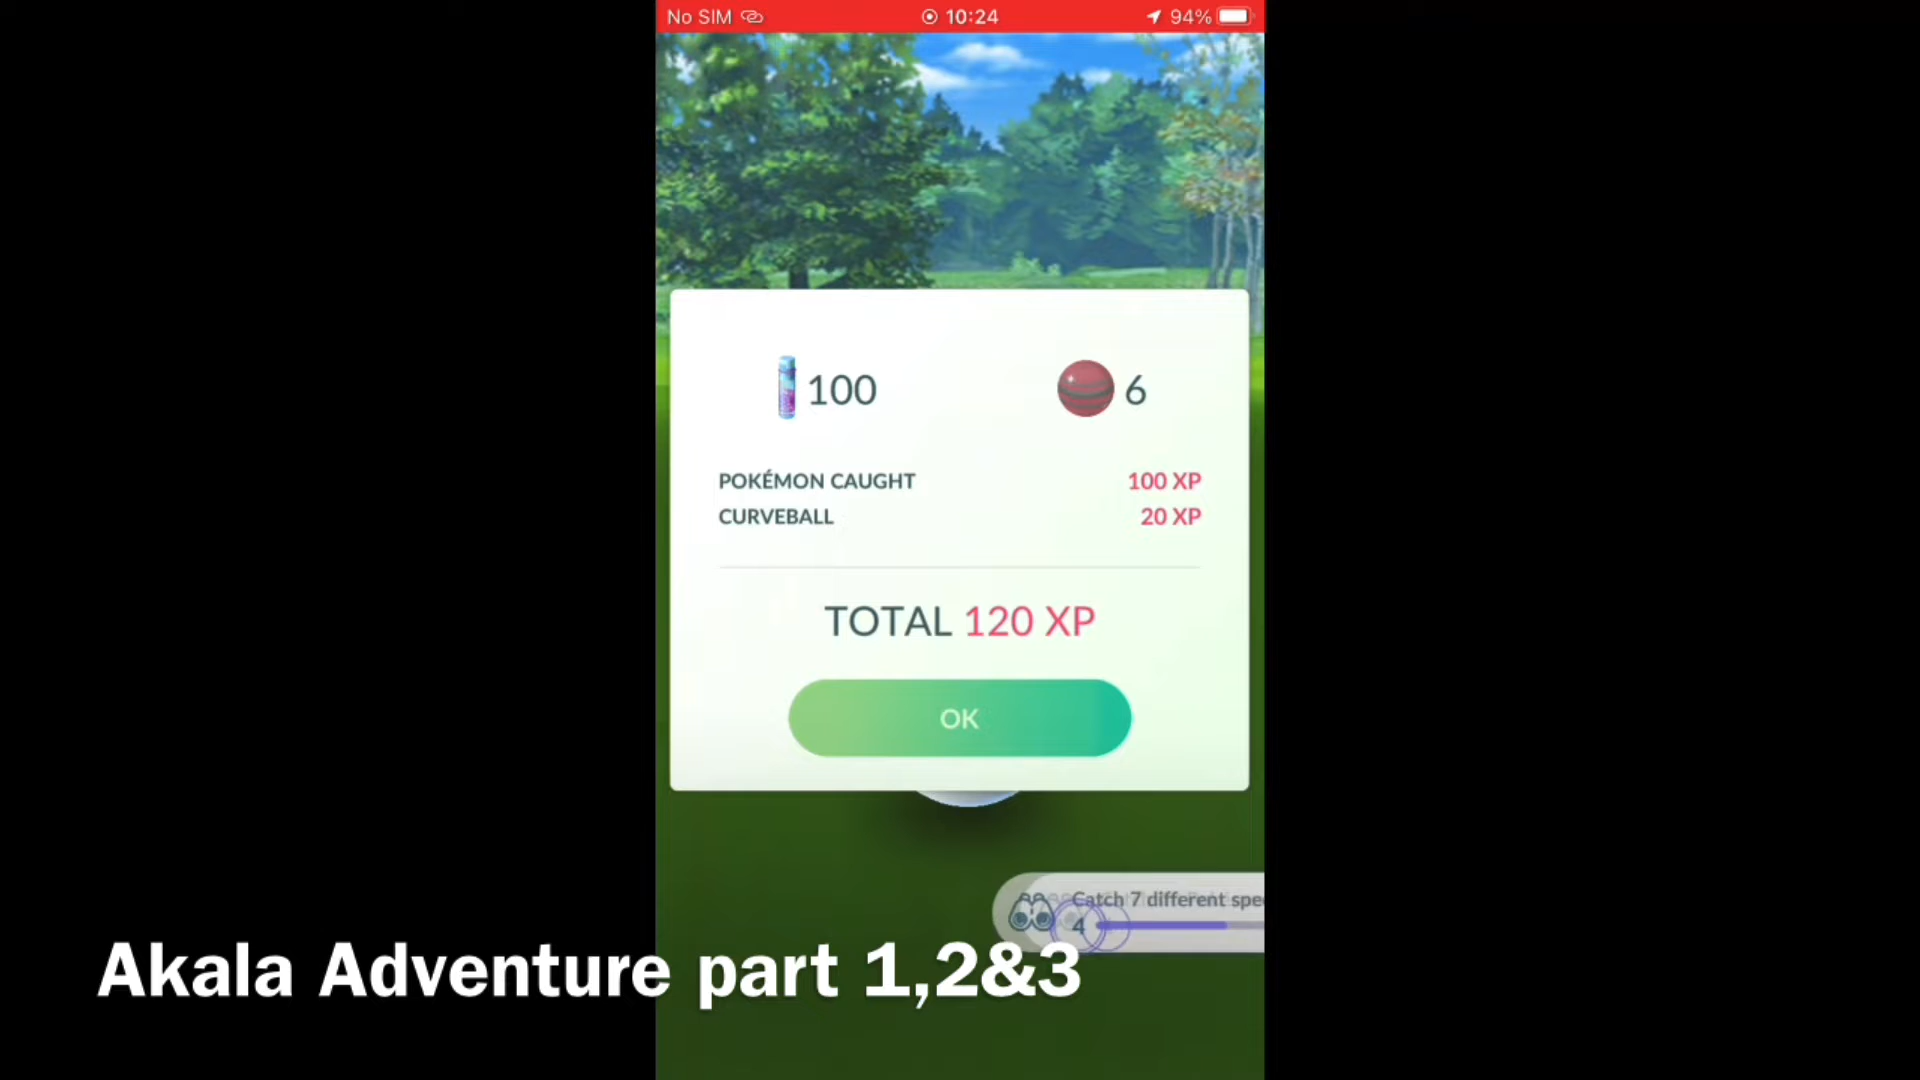 No SIM 10:24 94%
100 6
POKÉMON CAUGHT 100 XP
CURVEBALL 20 XP
TOTAL 120 XP
OK
Catch 7 different spe
4
Akala Adventure part 1,2&3